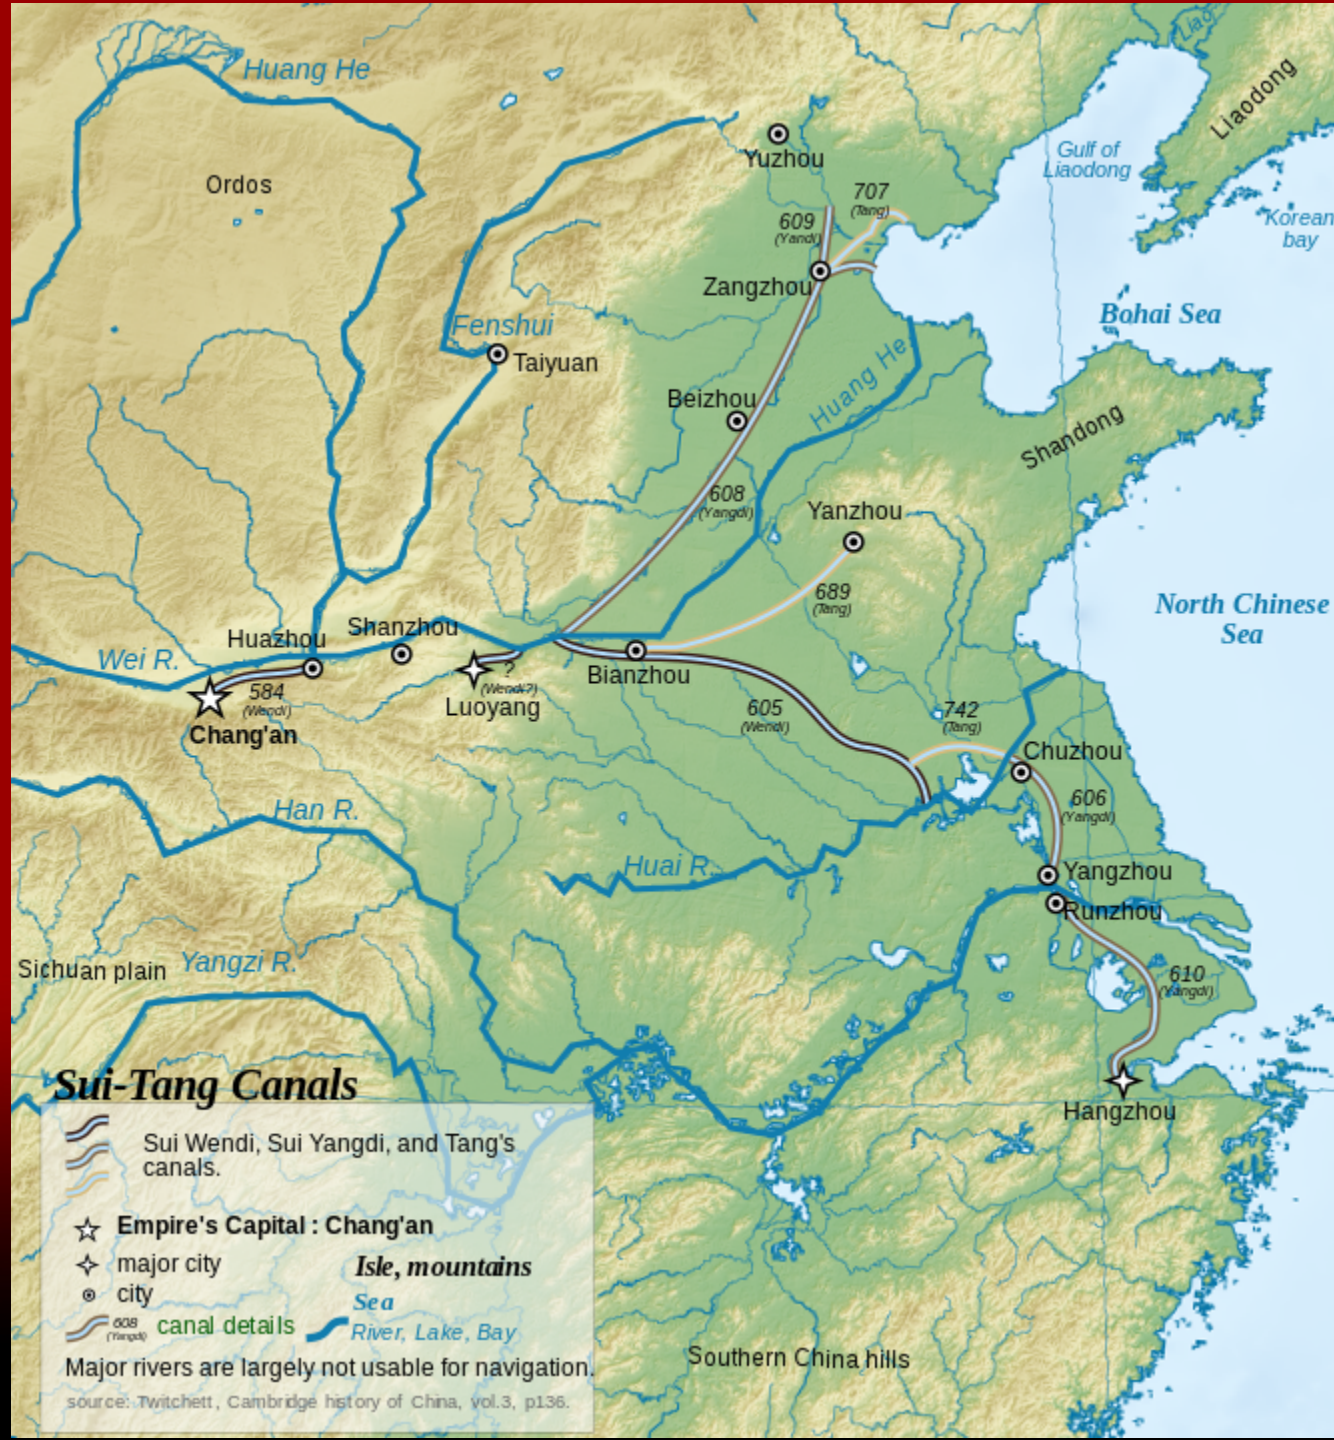 Liao
Huang He
Liaodong
Yuzhou
Gulf of
Liaodong
Ordos
707
(Tang)
609
(Yandi)
Korean
bay
Zangzhou
Bohai Sea
Fenshui
Taiyuan
Huang He
Beizhou
Shandong
608
(Yangdi)
Yanzhou
689
(Tang)
North Chinese
Sea
Huazhou
Shanzhou
Wei R.
584
(Wendi)
Chang'an
?
(Wendi?)
Luoyang
Bianzhou
605
(Wendi)
742
(Tang)
Chuzhou
606
(Yangdi)
Han R.
Huai R.
Yangzhou
Runzhou
Sichuan plain
Yangzi R.
610
(Yangdi)
Hangzhou
Sui-Tang Canals
Sui Wendi, Sui Yangdi, and Tang's
canals.
Empire's Capital : Chang'an
major city
Isle, mountains
city
Sea
608
(Yangdi)
canal details
River, Lake, Bay
Major rivers are largely not usable for navigation.
source: Twitchett, Cambridge history of China, vol.3, p136.
Southern China hills